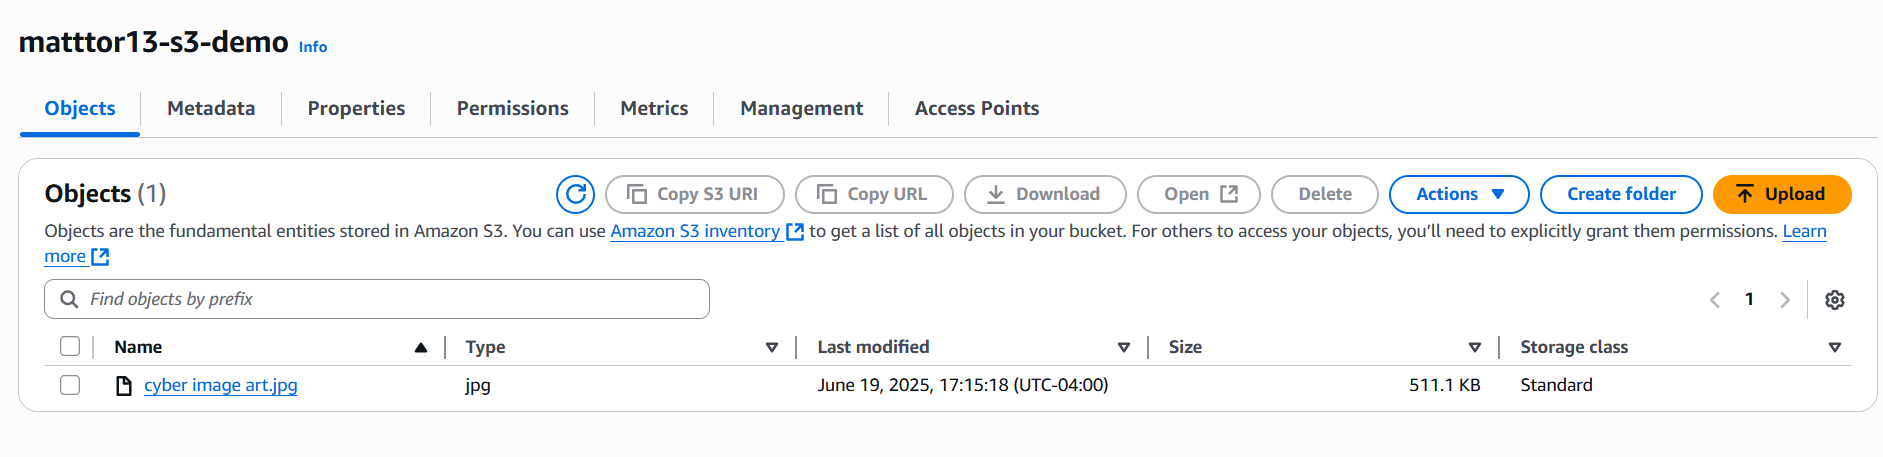 matttor13-s3-demo Info
Objects Metadata Properties Permissions Metrics Management Access Points
Objects (1) Copy S3 URI Copy URL Download Open Delete Actions Create folder Upload
Objects are the fundamental entities stored in Amazon S3. You can use Amazon S3 inventory to get a list of all objects in your bucket. For others to access your objects, you’ll need to explicitly grant them permissions. Learn
more
Find objects by prefix 1
Name Type Last modified Size Storage class
cyber image art.jpg jpg June 19, 2025, 17:15:18 (UTC-04:00) 511.1 KB Standard